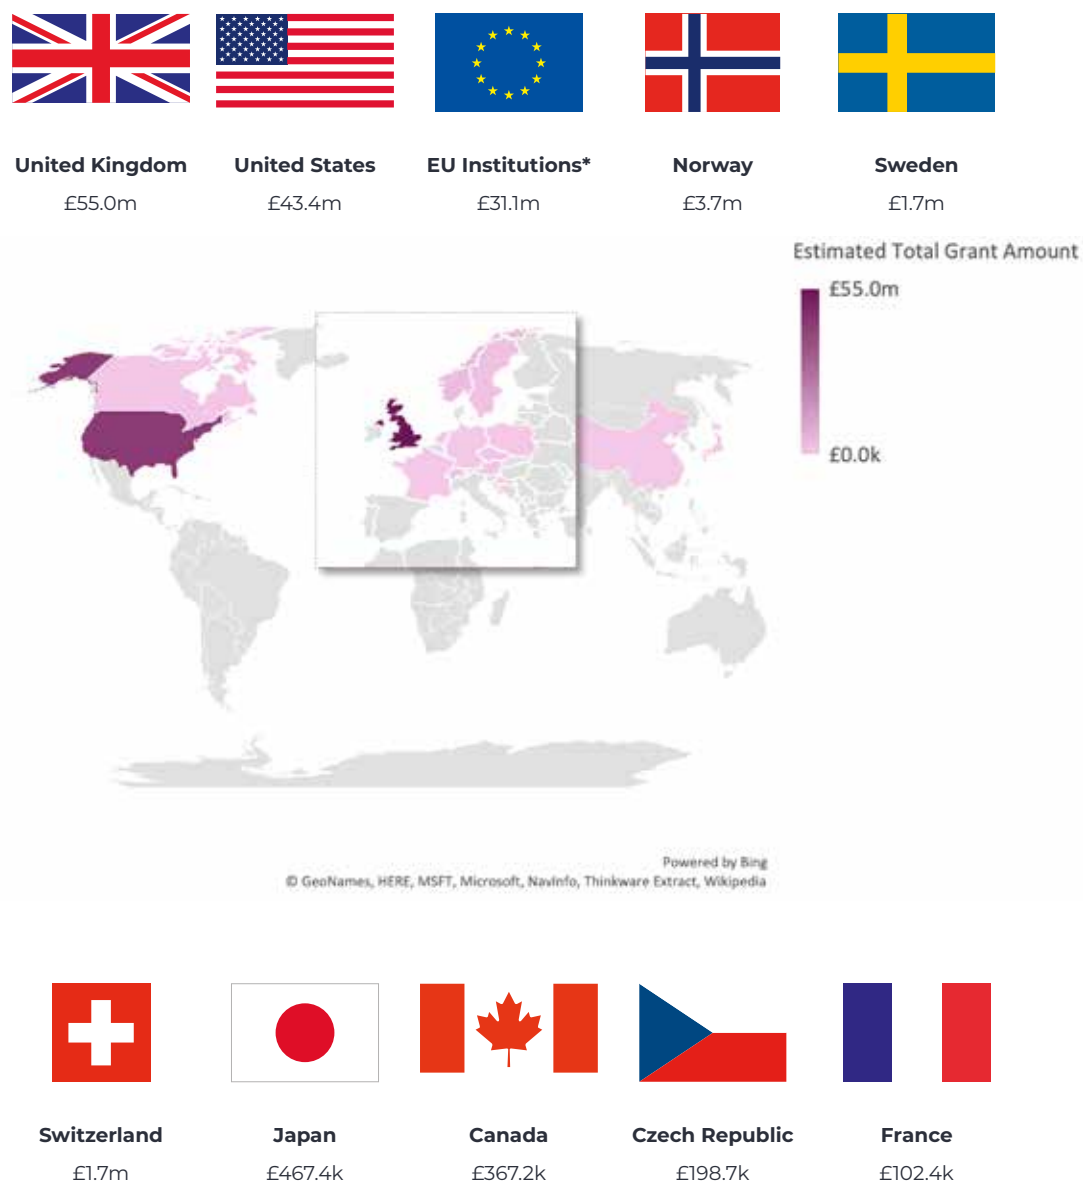 United Kingdom
£55.0m
United States
£43.4m
EU Institutions*
£31.1m
Norway
£3.7m
Sweden
£1.7m
Estimated Total Grant Amount
£55.0m
£0.0k
Powered by Bing
© GeoNames, HERE, MSFT, Microsoft, NavInfo, Thinkware Extract, Wikipedia
Switzerland
£1.7m
Japan
£467.4k
Canada
£367.2k
Czech Republic
£198.7k
France
£102.4k